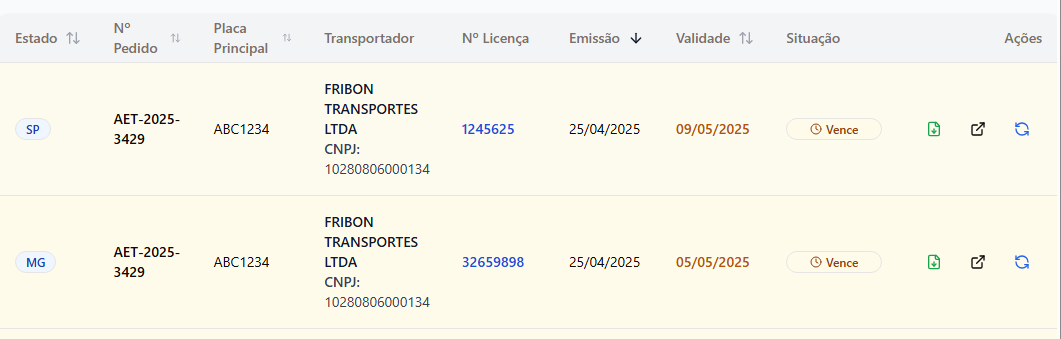 Estado
Nº
Pedido
Placa
Principal
Transportador
Nº Licença
Emissão
Validade
Situação
Ações
SP
AET-2025-
3429
ABC1234
FRIBON
TRANSPORTES
LTDA
CNPJ:
10280806000134
1245625
25/04/2025
09/05/2025
Vence
MG
AET-2025-
3429
ABC1234
FRIBON
TRANSPORTES
LTDA
CNPJ:
10280806000134
32659898
25/04/2025
05/05/2025
Vence